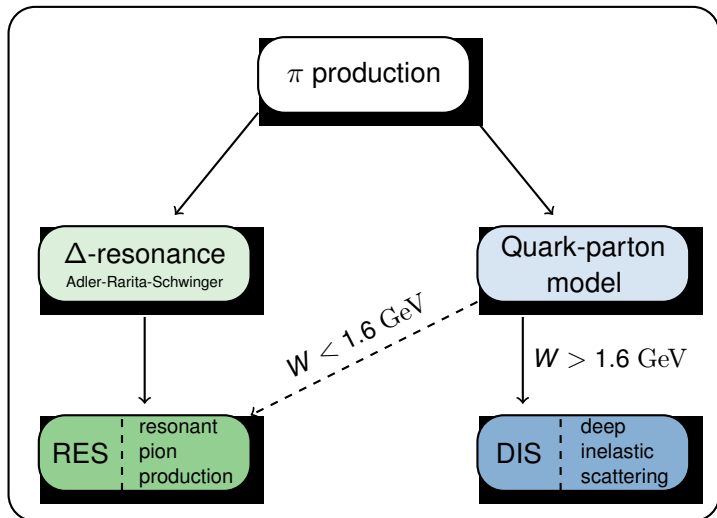 π production
Δ-resonance
Adler-Rarita-Schwinger
Quark-parton
model
W < 1.6 GeV
W > 1.6 GeV
RES
resonant
pion
production
DIS
deep
inelastic
scattering